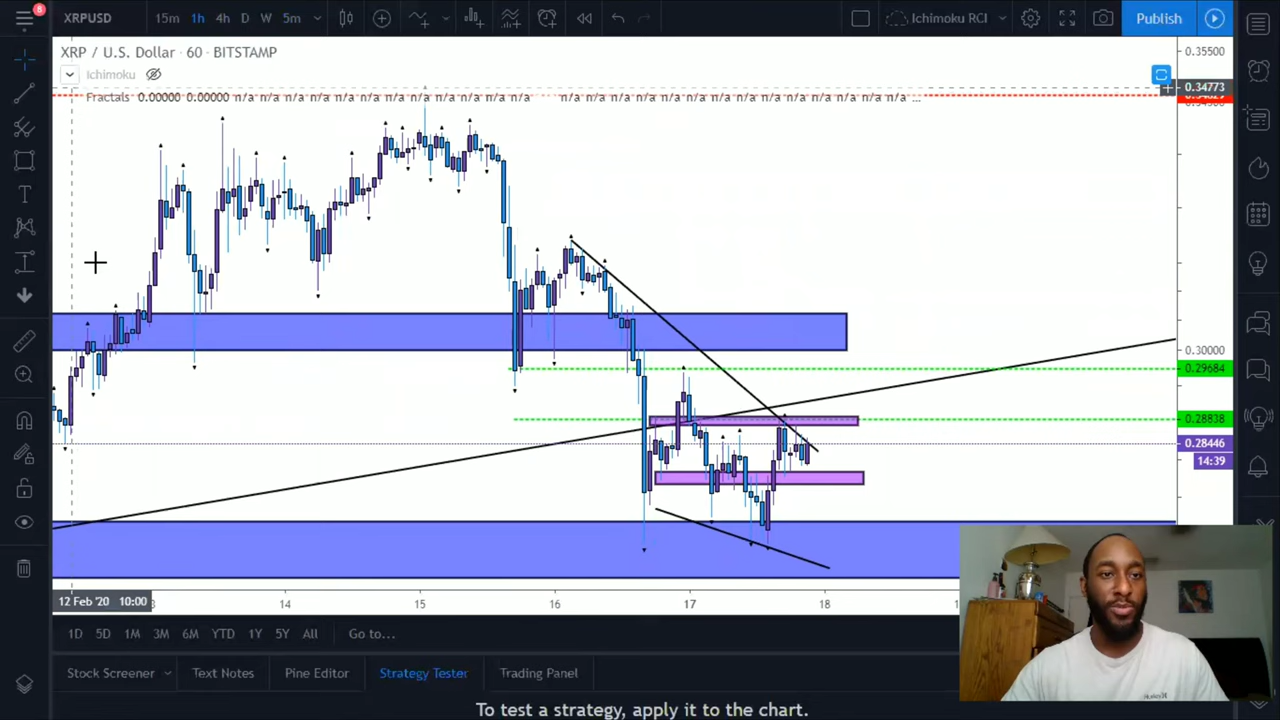 8
XRPUSD 15m 1h 4h D W 5m Ichimoku RCI Publish
XRP / U.S. Dollar · 60 · BITSTAMP
Ichimoku
Fractals 0.00000 0.00000 n/a n/a n/a n/a n/a n/a n/a n/a n/a n/a n/a n/a n/a n/a n/a n/a n/a n/a n/a n/a n/a n/a n/a n/a n/a n/a ...
0.35500
0.34773
0.30000
0.29684
0.28838
0.28446
14:39
12 Feb '20 10:00 14 15 16 17 18
1D 5D 1M 3M 6M YTD 1Y 5Y All Go to...
Stock Screener Text Notes Pine Editor Strategy Tester Trading Panel
To test a strategy, apply it to the chart.